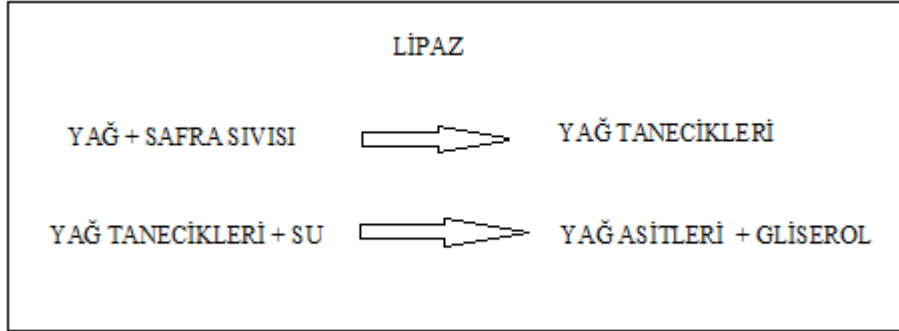 LİPAZ
YAĞ + SAFRA SIVISI YAĞ TANECİKLERİ
YAĞ TANECİKLERİ + SU YAĞ ASİTLERİ + GLİSEROL